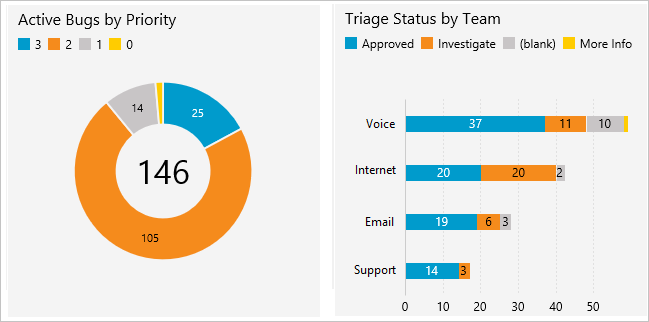 Active Bugs by Priority
3 2 1 0
25
14
146
105
Triage Status by Team
Approved Investigate (blank) More Info
Voice 37 11 10
Internet 20 20 2
Email 19 6 3
Support 14 3
0 10 20 30 40 50